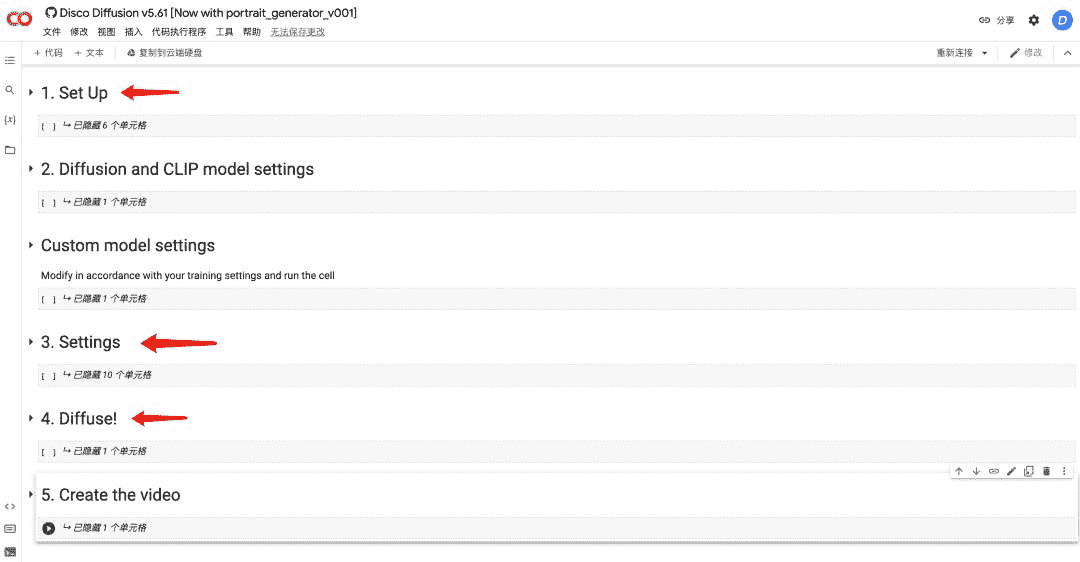 Disco Diffusion v5.61 [Now with portrait_generator_v001]
文件 修改 视图 插入 代码执行程序 工具 帮助 无法保存更改
分享
D
+ 代码 + 文本 复制到云端硬盘
重新连接 修改
1. Set Up
[ ] ↳ 已隐藏 6 个单元格
2. Diffusion and CLIP model settings
[ ] ↳ 已隐藏 1 个单元格
Custom model settings
Modify in accordance with your training settings and run the cell
[ ] ↳ 已隐藏 1 个单元格
3. Settings
[ ] ↳ 已隐藏 10 个单元格
4. Diffuse!
[ ] ↳ 已隐藏 1 个单元格
5. Create the video
↳ 已隐藏 1 个单元格